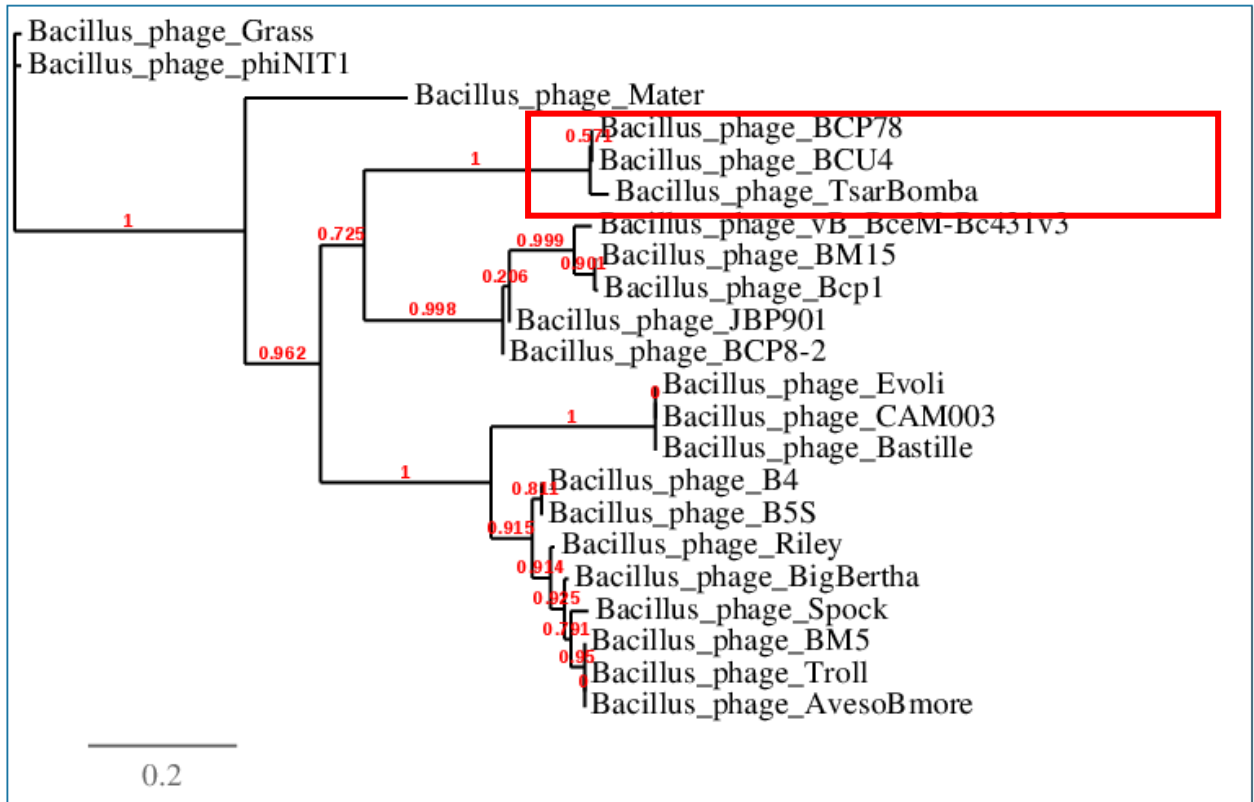 Bacillus_phage_Grass
Bacillus_phage_phiNIT1
Bacillus_phage_Mater
Bacillus_phage_BCP78
0.571
1
Bacillus_phage_BCU4
Bacillus_phage_TsarBomba
1
0.725
Bacillus_phage_vB_BceM-Bc431v3
0.999
0.901
Bacillus_phage_BM15
0.206
Bacillus_phage_Bcp1
0.998
Bacillus_phage_JBP901
0.962
Bacillus_phage_BCP8-2
Bacillus_phage_Evoli
0
1
Bacillus_phage_CAM003
Bacillus_phage_Bastille
1
Bacillus_phage_B4
0.811
Bacillus_phage_B5S
0.915
Bacillus_phage_Riley
0.914
Bacillus_phage_BigBertha
0.925
Bacillus_phage_Spock
0.791
Bacillus_phage_BM5
0.95
Bacillus_phage_Troll
0
Bacillus_phage_AvesoBmore
0.2